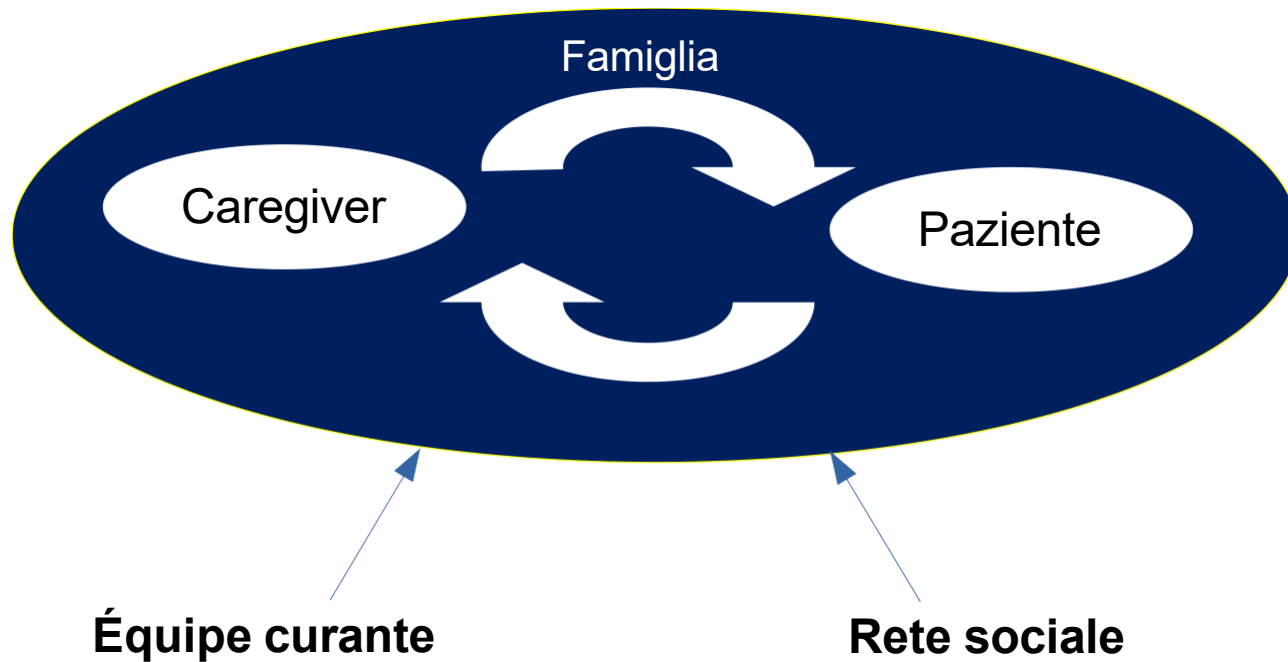 Famiglia
Caregiver
Paziente
Équipe curante
Rete sociale